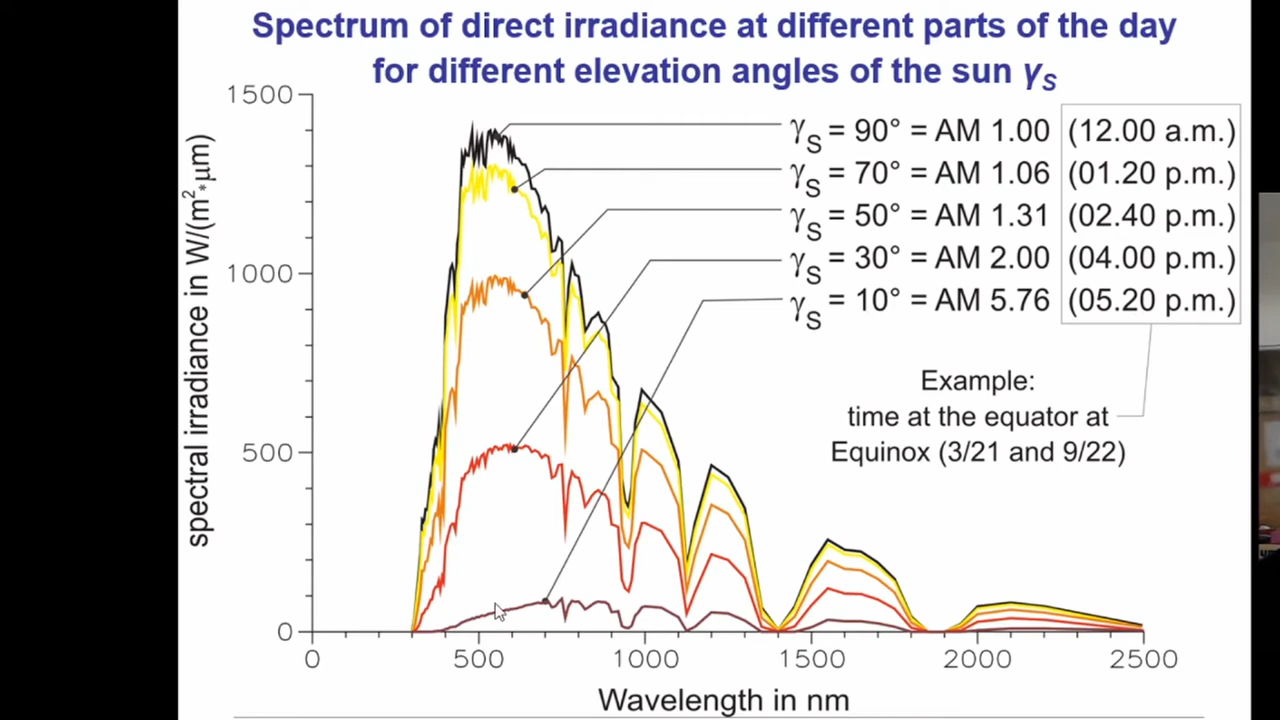 Spectrum of direct irradiance at different parts of the day
for different elevation angles of the sun γS
spectral irradiance in W/(m²*µm)
1500
1000
500
0
γS = 90° = AM 1.00 (12.00 a.m.)
γS = 70° = AM 1.06 (01.20 p.m.)
γS = 50° = AM 1.31 (02.40 p.m.)
γS = 30° = AM 2.00 (04.00 p.m.)
γS = 10° = AM 5.76 (05.20 p.m.)
Example:
time at the equator at
Equinox (3/21 and 9/22)
0 500 1000 1500 2000 2500
Wavelength in nm